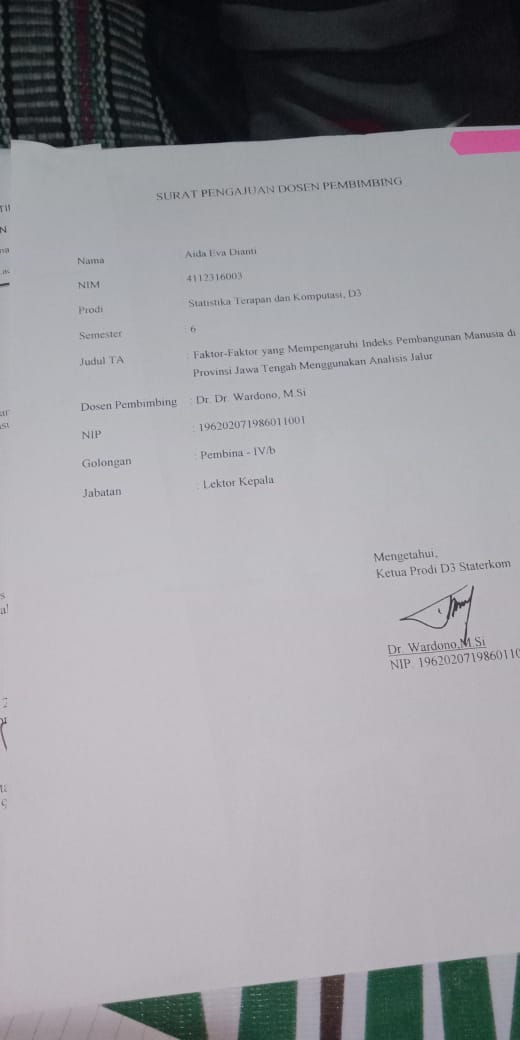 SURAT PENGAJUAN DOSEN PEMBIMBING
Nama Aida Eva Dianti
NIM 4112316003
Prodi Statistika Terapan dan Komputasi, D3
Semester : 6
Judul TA : Faktor-Faktor yang Mempengaruhi Indeks Pembangunan Manusia di
Provinsi Jawa Tengah Menggunakan Analisis Jalur
Dosen Pembimbing : Dr. Dr. Wardono, M.Si
NIP : 196202071986011001
Golongan : Pembina - IV/b
Jabatan : Lektor Kepala
Mengetahui,
Ketua Prodi D3 Staterkom
Dr. Wardono,M.Si
NIP. 1962020719860110